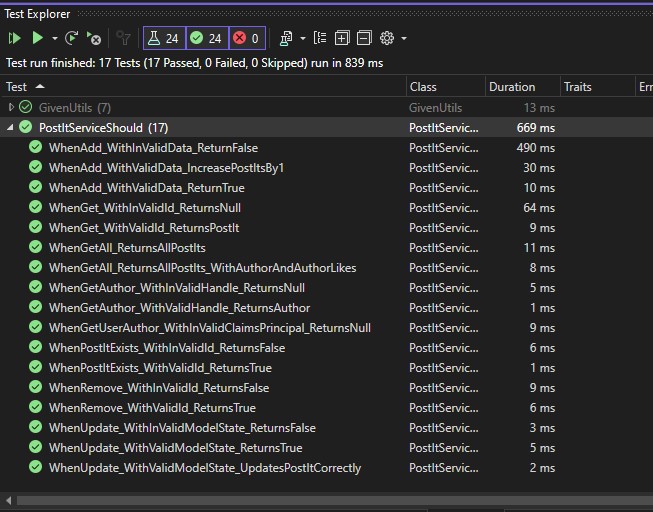 Test Explorer
24 24 0
Test run finished: 17 Tests (17 Passed, 0 Failed, 0 Skipped) run in 839 ms
Test Class Duration Traits Err
GivenUtils (7) GivenUtils 13 ms
PostItServiceShould (17) PostItServic... 669 ms
WhenAdd_WithInValidData_ReturnFalse PostItServic... 490 ms
WhenAdd_WithValidData_IncreasePostItsBy1 PostItServic... 30 ms
WhenAdd_WithValidData_ReturnTrue PostItServic... 10 ms
WhenGet_WithInValidId_ReturnsNull PostItServic... 64 ms
WhenGet_WithValidId_ReturnsPostIt PostItServic... 9 ms
WhenGetAll_ReturnsAllPostIts PostItServic... 11 ms
WhenGetAll_ReturnsAllPostIts_WithAuthorAndAuthorLikes PostItServic... 8 ms
WhenGetAuthor_WithInValidHandle_ReturnsNull PostItServic... 5 ms
WhenGetAuthor_WithValidHandle_ReturnsAuthor PostItServic... 1 ms
WhenGetUserAuthor_WithInValidClaimsPrincipal_ReturnsNull PostItServic... 9 ms
WhenPostItExists_WithInValidId_ReturnsFalse PostItServic... 6 ms
WhenPostItExists_WithValidId_ReturnsTrue PostItServic... 1 ms
WhenRemove_WithInValidId_ReturnsFalse PostItServic... 9 ms
WhenRemove_WithValidId_ReturnsTrue PostItServic... 6 ms
WhenUpdate_WithInValidModelState_ReturnsFalse PostItServic... 3 ms
WhenUpdate_WithValidModelState_ReturnsTrue PostItServic... 5 ms
WhenUpdate_WithValidModelState_UpdatesPostItCorrectly PostItServic... 2 ms